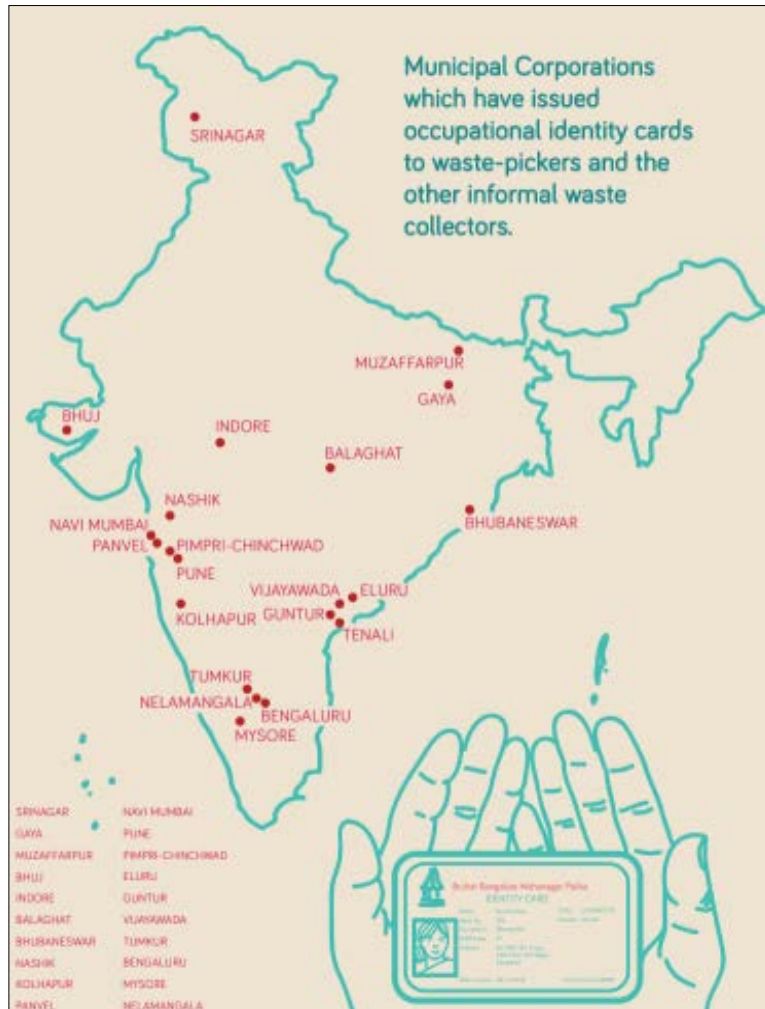 Municipal Corporations
which have issued
occupational identity cards
to waste-pickers and the
other informal waste
collectors.
SRINAGAR
MUZAFFARPUR
GAYA
BHUJ
INDORE
BALAGHAT
NASHIK
BHUBANESWAR
NAVI MUMBAI
PANVEL
PIMPRI-CHINCHWAD
PUNE
VIJAYAWADA
ELURU
KOLHAPUR
GUNTUR
TENALI
TUMKUR
NELAMANGALA
BENGALURU
MYSORE
SRINAGAR NAVI MUMBAI
GAYA PUNE
MUZAFFARPUR PIMPRI-CHINCHWAD
BHUJ ELURU
INDORE GUNTUR
BALAGHAT VIJAYAWADA
BHUBANESWAR TUMKUR
NASHIK BENGALURU
KOLHAPUR MYSORE
PANVEL NELAMANGALA
IDENTITY CARD